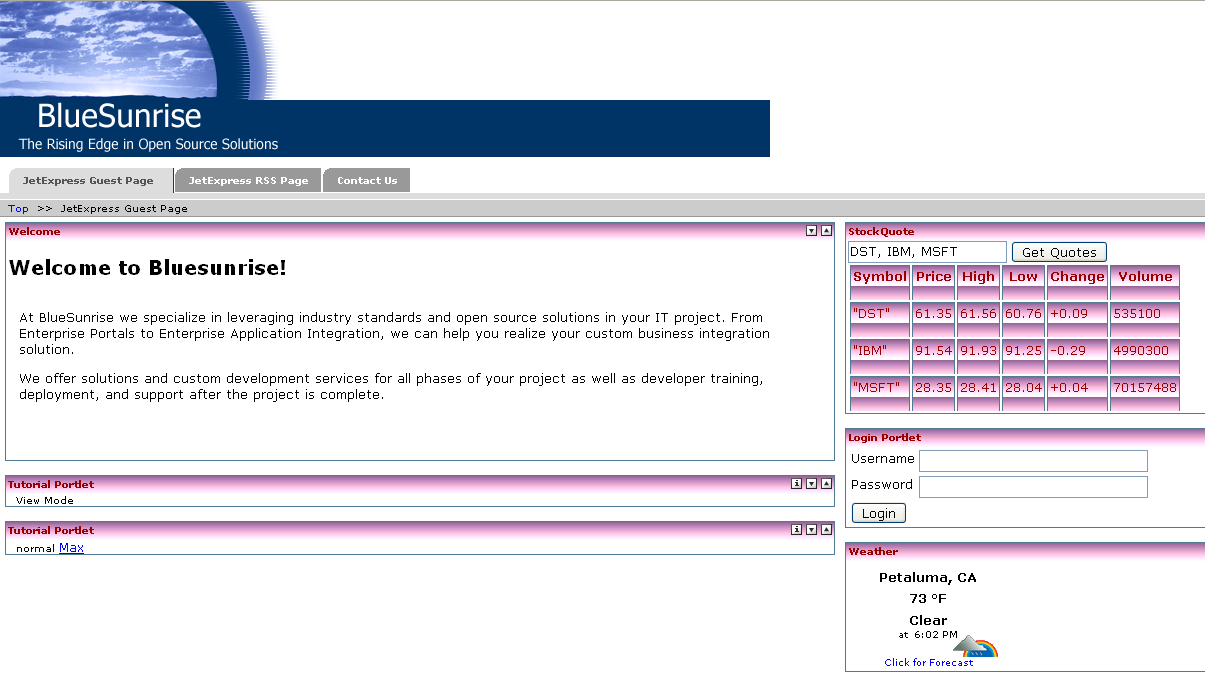 BlueSunrise
The Rising Edge in Open Source Solutions
JetExpress Guest Page JetExpress RSS Page Contact Us
Top >> JetExpress Guest Page
Welcome
Welcome to Bluesunrise!
At BlueSunrise we specialize in leveraging industry standards and open source solutions in your IT project. From
Enterprise Portals to Enterprise Application Integration, we can help you realize your custom business integration
solution.
We offer solutions and custom development services for all phases of your project as well as developer training,
deployment, and support after the project is complete.
Tutorial Portlet
View Mode
Tutorial Portlet
normal Max
StockQuote
DST, IBM, MSFT Get Quotes
Symbol Price High Low Change Volume
"DST" 61.35 61.56 60.76 +0.09 535100
"IBM" 91.54 91.93 91.25 -0.29 4990300
"MSFT" 28.35 28.41 28.04 +0.04 70157488
Login Portlet
Username
Password
Login
Weather
Petaluma, CA
73 °F
Clear
at 6:02 PM
Click for Forecast